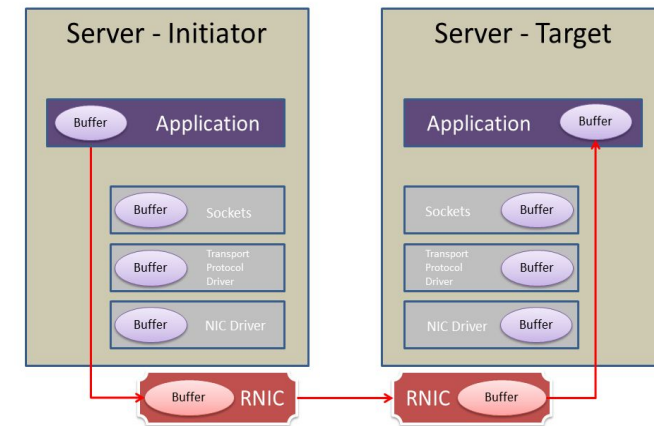 Server - Initiator
Buffer
Application
Buffer
Sockets
Buffer
Transport
Protocol
Driver
Buffer
NIC Driver
Buffer
RNIC
Server - Target
Application
Buffer
Sockets
Buffer
Transport
Protocol
Driver
Buffer
NIC Driver
Buffer
RNIC
Buffer